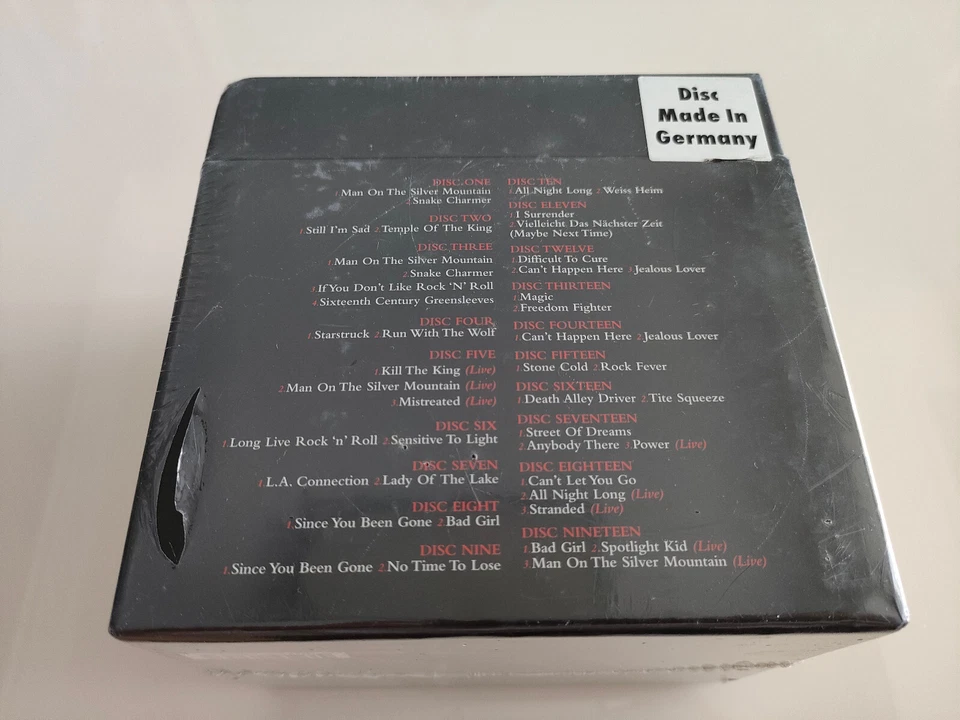 Disc
Made In
Germany
DISC ONE
1.Man On The Silver Mountain
2.Snake Charmer
DISC TWO
1.Still I'm Sad 2.Temple Of The King
DISC THREE
1.Man On The Silver Mountain
2.Snake Charmer
3.If You Don't Like Rock 'N' Roll
4.Sixteenth Century Greensleeves
DISC FOUR
1.Starstruck 2.Run With The Wolf
DISC FIVE
1.Kill The King (Live)
2.Man On The Silver Mountain (Live)
3.Mistreated (Live)
DISC SIX
1.Long Live Rock 'n' Roll 2.Sensitive To Light
DISC SEVEN
1.L.A. Connection 2.Lady Of The Lake
DISC EIGHT
1.Since You Been Gone 2.Bad Girl
DISC NINE
1.Since You Been Gone 2.No Time To Lose
DISC TEN
1.All Night Long 2.Weiss Heim
DISC ELEVEN
1.I Surrender
2.Vielleicht Das Nächster Zeit
(Maybe Next Time)
DISC TWELVE
1.Difficult To Cure
2.Can't Happen Here 3.Jealous Lover
DISC THIRTEEN
1.Magic
2.Freedom Fighter
DISC FOURTEEN
1.Can't Happen Here 2.Jealous Lover
DISC FIFTEEN
1.Stone Cold 2.Rock Fever
DISC SIXTEEN
1.Death Alley Driver 2.Tite Squeeze
DISC SEVENTEEN
1.Street Of Dreams
2.Anybody There 3.Power (Live)
DISC EIGHTEEN
1.Can't Let You Go
2.All Night Long (Live)
3.Stranded (Live)
DISC NINETEEN
1.Bad Girl 2.Spotlight Kid (Live)
3.Man On The Silver Mountain (Live)